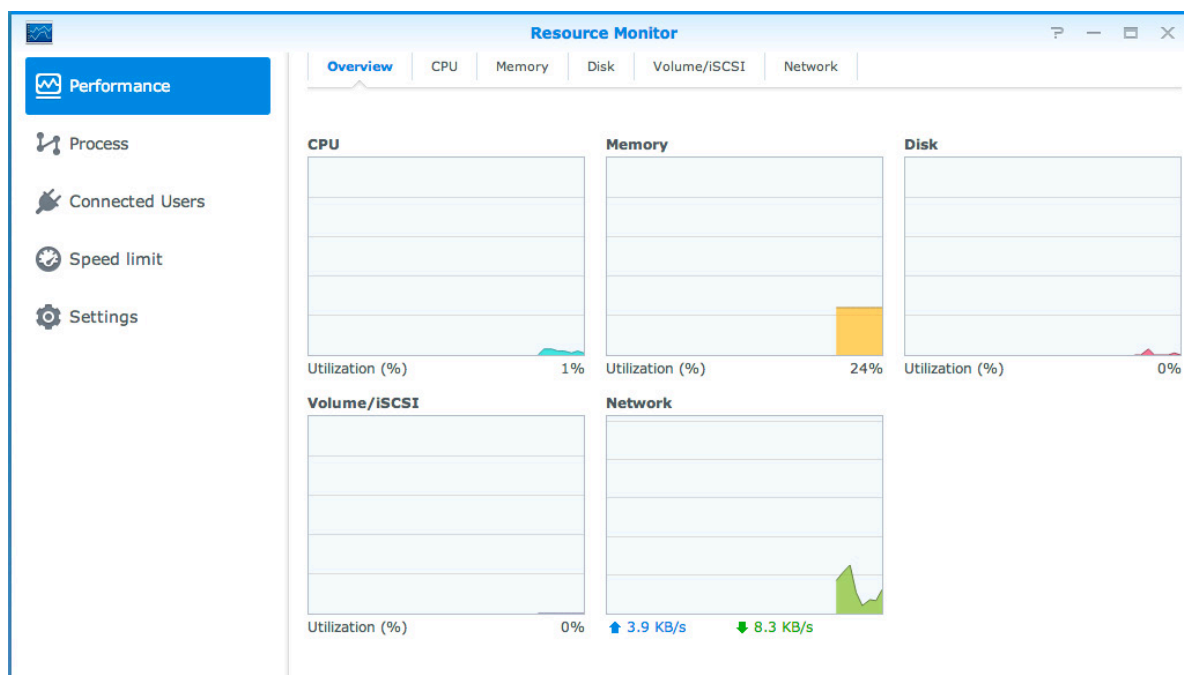 Resource Monitor
?
Performance
Process
Connected Users
Speed limit
Settings
Overview CPU Memory Disk Volume/iSCSI Network
CPU
Utilization (%) 1%
Memory
Utilization (%) 24%
Disk
Utilization (%) 0%
Volume/iSCSI
Utilization (%) 0%
Network
3.9 KB/s 8.3 KB/s